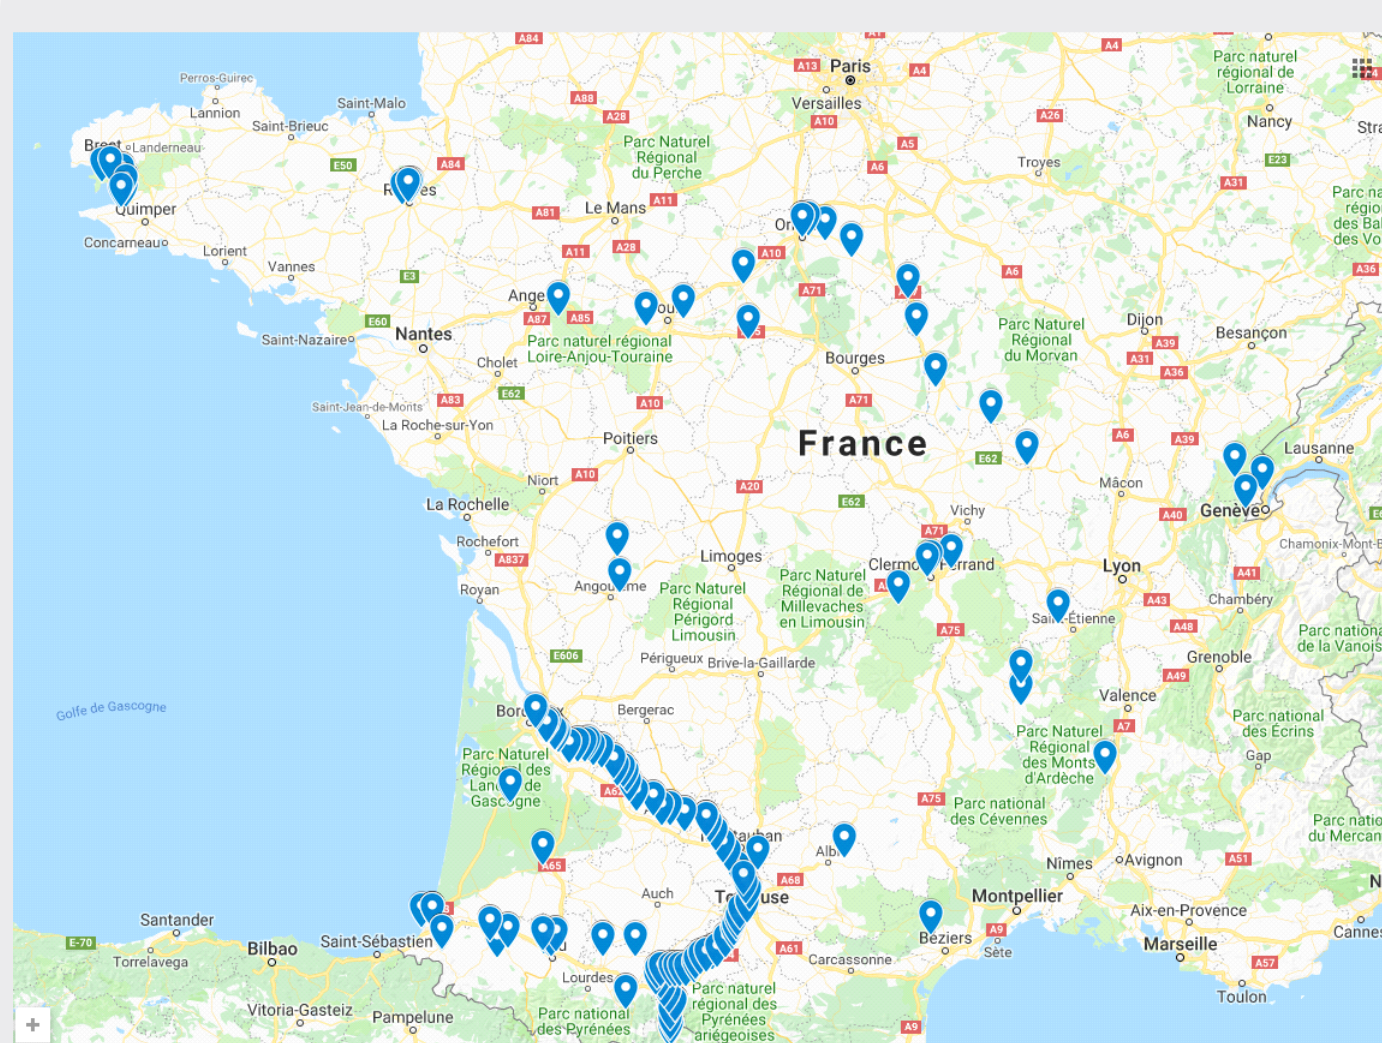 A84
A1
A4
Paris
A13
A4
Parc naturel
régional de
Lorraine
Perros-Guirec
A88
Versailles
Saint-Malo
Lannion
A28
A10
A26
Nancy
Stra
Saint-Brieuc
Landerneau
Parc Naturel
Régional
du Perche
A5
E50
A84
A6
Troyes
E23
A31
Quimper
A81
Le Mans
A11
Concarneau
Lorient
A11
A28
A10
A6
A36
Vannes
E3
A71
A87
A85
E60
Nantes
Saint-Nazaire
Parc naturel régional
Loire-Anjou-Touraine
Parc Naturel
Régional
du Morvan
Dijon
Besançon
A39
A31
A36
Bourges
Cholet
E62
A83
A10
A71
Saint-Jean-de-Monts
La Roche-sur-Yon
Poitiers
France
A6
A39
Lausanne
E62
A10
Niort
A20
E62
Mâcon
La Rochelle
Vichy
A40
Genève
Rochefort
A71
A837
Limoges
Chamonix-Mont-B
Lyon
A41
Royan
Parc Naturel
Régional
Périgord
Limousin
Parc Naturel
Régional de
Millevaches
en Limousin
A43
Chambéry
A48
A75
E606
Périgueux
Brive-la-Gaillarde
Grenoble
A49
Valence
Golfe de Gascogne
Bergerac
A7
Parc national
des Écrins
Parc Naturel
Régional
des Monts
d'Ardèche
Gap
A75
Parc national
des Cévennes
A65
Nîmes
Avignon
A51
A68
Auch
Montpellier
Aix-en-Provence
Santander
E-70
Bilbao
Saint-Sébastien
Torrelavega
A61
Carcassonne
Beziers
A9
Sète
Marseille
Cannes
A57
Toulon
Lourdes
Vitoria-Gasteiz
Pampelune
Parc national
des Pyrénées
Parc naturel
régional des
Pyrénées
ariégeoises
A9
+